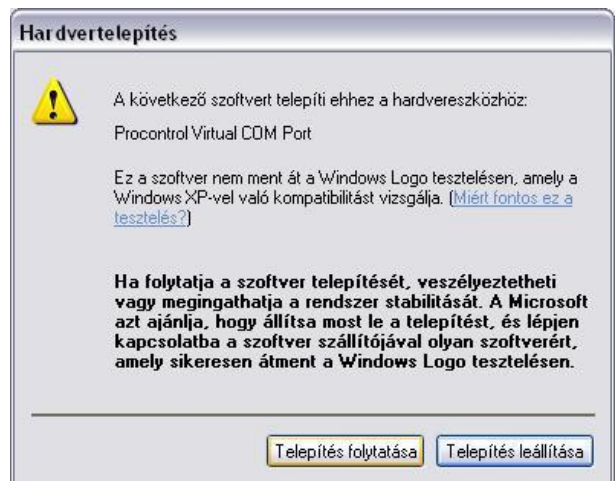 Hardvertelepítés
A következő szoftvert telepíti ehhez a hardvereszközhöz:
Procontrol Virtual COM Port
Ez a szoftver nem ment át a Windows Logo tesztelésen, amely a
Windows XP-vel való kompatibilitást vizsgálja. (Miért fontos ez a
tesztelés?)
Ha folytatja a szoftver telepítését, veszélyeztetheti
vagy megingathatja a rendszer stabilitását. A Microsoft
azt ajánlja, hogy állítsa most le a telepítést, és lépjen
kapcsolatba a szoftver szállítójával olyan szoftverért,
amely sikeresen átment a Windows Logo tesztelésen.
Telepítés folytatása Telepítés leállítása